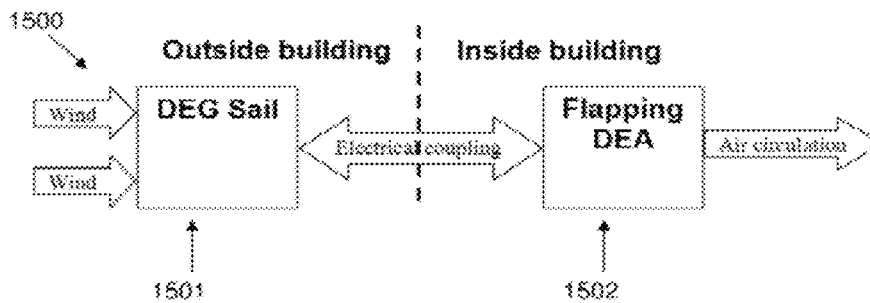 1500
Outside building
Inside building
Wind
Wind
DEG Sail
Electrical coupling
Flapping
DEA
Air circulation
1501
1502